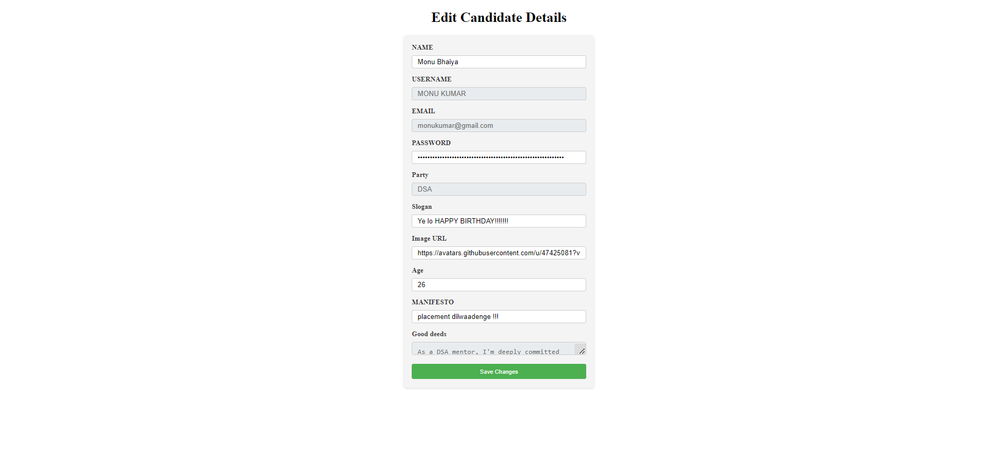 Edit Candidate Details
NAME
Monu Bhaiya
USERNAME
MONU KUMAR
EMAIL
monukumar@gmail.com
PASSWORD
••••••••••••••••••••••••••••••••••••••••••••••••••••••••••••
Party
DSA
Slogan
Ye lo HAPPY BIRTHDAY!!!!!!!
Image URL
https://avatars.githubusercontent.com/u/47425081?v
Age
26
MANIFESTO
placement dilwaadenge !!!
Good deeds
As a DSA mentor, I'm deeply committed
Save Changes